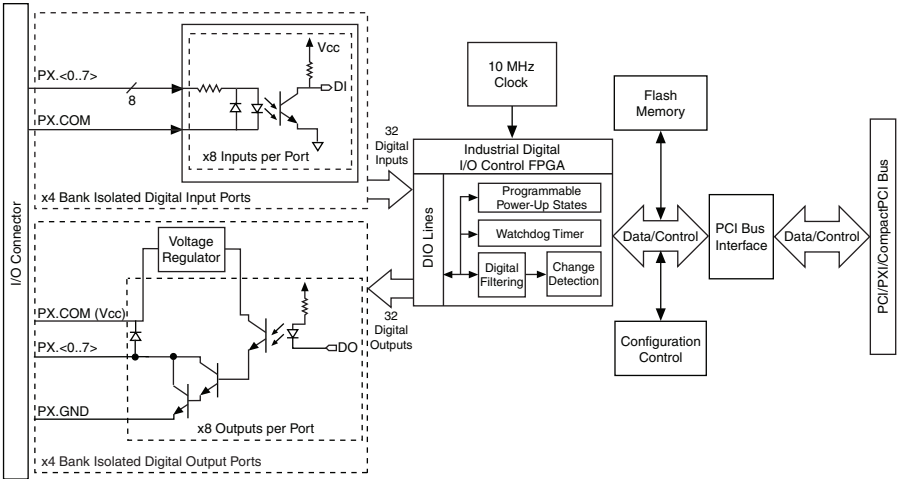 I/O Connector
PX.<0..7>
8
PX.COM
Vcc
DI
x8 Inputs per Port
x4 Bank Isolated Digital Input Ports
Voltage
Regulator
PX.COM (Vcc)
PX.<0..7>
PX.GND
DO
x8 Outputs per Port
x4 Bank Isolated Digital Output Ports
32
Digital
Inputs
32
Digital
Outputs
10 MHz
Clock
Industrial Digital
I/O Control FPGA
DIO Lines
Programmable
Power-Up States
Watchdog Timer
Digital
Filtering
Change
Detection
Flash
Memory
Data/Control
Configuration
Control
PCI Bus
Interface
Data/Control
PCI/PXI/CompactPCI Bus